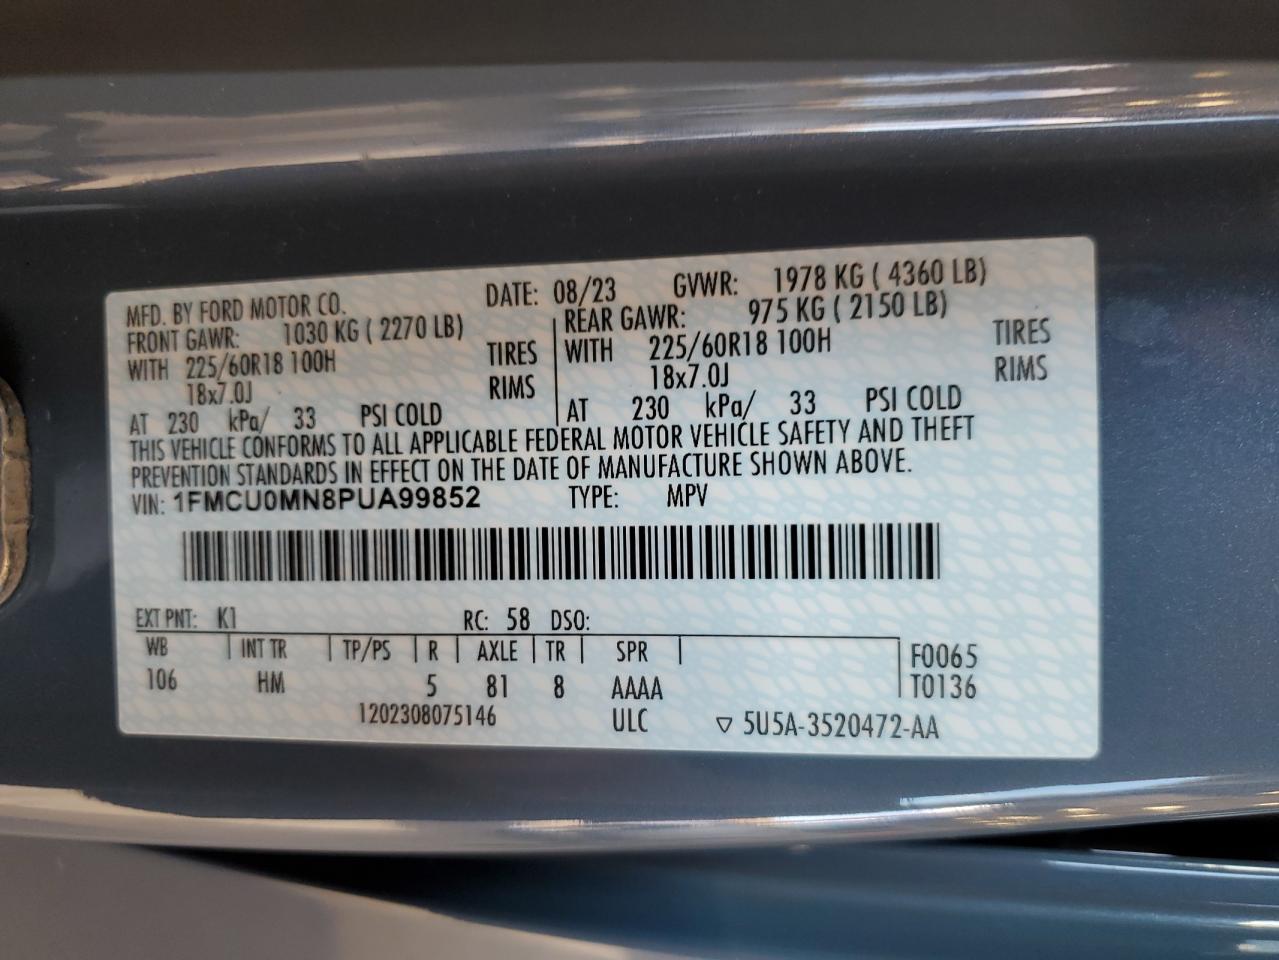 MFD. BY FORD MOTOR CO. DATE: 08/23 GVWR: 1978 KG ( 4360 LB)
FRONT GAWR: 1030 KG ( 2270 LB) REAR GAWR: 975 KG ( 2150 LB)
WITH 225/60R18 100H TIRES WITH 225/60R18 100H TIRES
18x7.0J RIMS 18x7.0J RIMS
AT 230 kPa/ 33 PSI COLD AT 230 kPa/ 33 PSI COLD
THIS VEHICLE CONFORMS TO ALL APPLICABLE FEDERAL MOTOR VEHICLE SAFETY AND THEFT
PREVENTION STANDARDS IN EFFECT ON THE DATE OF MANUFACTURE SHOWN ABOVE.
VIN: 1FMCU0MN8PUA99852 TYPE: MPV
EXT PNT: K1 RC: 58 DSO:
WB INT TR TP/PS R AXLE TR SPR F0065
106 HM 5 81 8 AAAA T0136
1202308075146 ULC ▽ 5U5A-3520472-AA